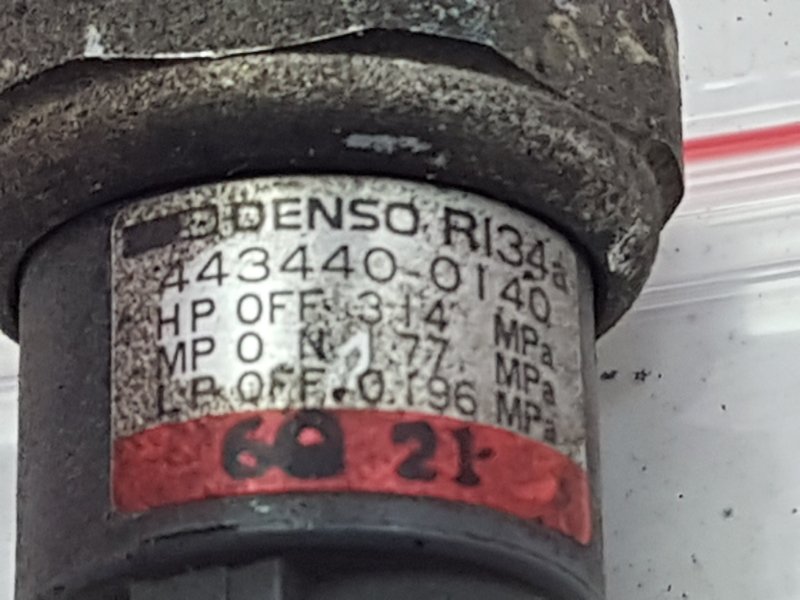 DENSO R134a
443440-0140
HP OFF 3.14 MPa
MP ON 1.77 MPa
LP OFF 0.196 MPa
6Q 21